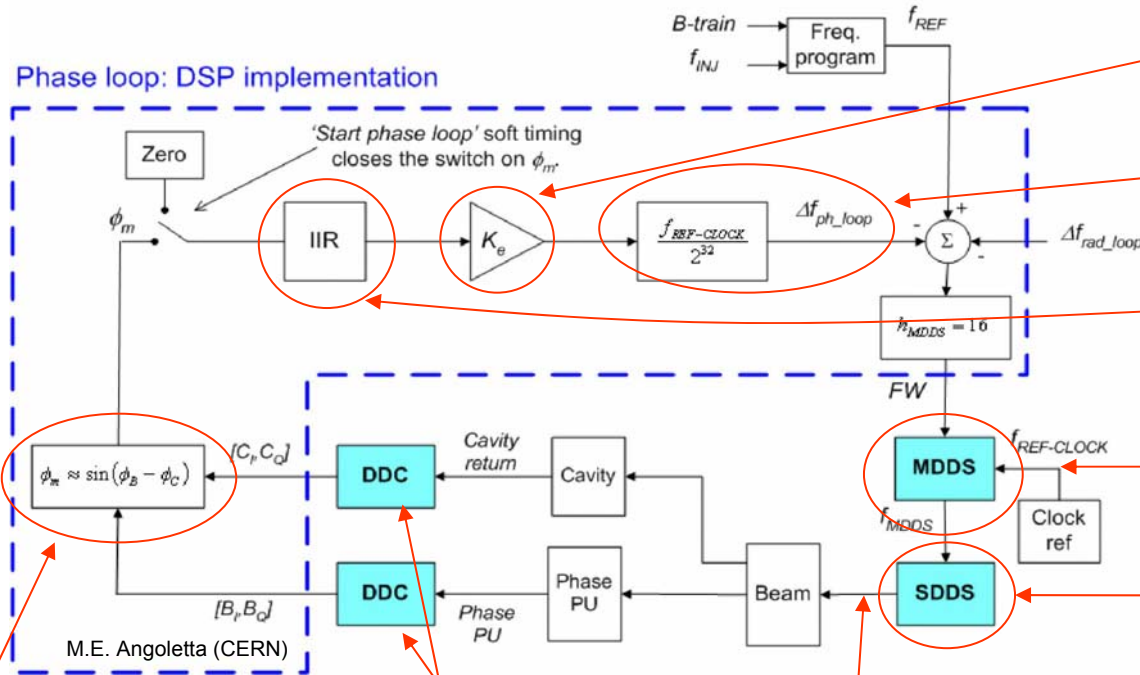 B-train
f_INJ
Freq.
program
f_REF
Phase loop: DSP implementation
'Start phase loop' soft timing
closes the switch on ϕ_m.
Zero
ϕ_m
IIR
K_e
f_REF-CLOCK
2^32
Δf_ph_loop
+
-
Σ
-
Δf_rad_loop
h_MDDS = 16
FW
ϕ_m ≈ sin(ϕ_B − ϕ_C)
[C_I, C_Q]
DDC
Cavity
return
Cavity
MDDS
f_REF-CLOCK
Clock
ref
f_MDDS
[B_I, B_Q]
DDC
Phase
PU
Phase
PU
Beam
SDDS
M.E. Angoletta (CERN)